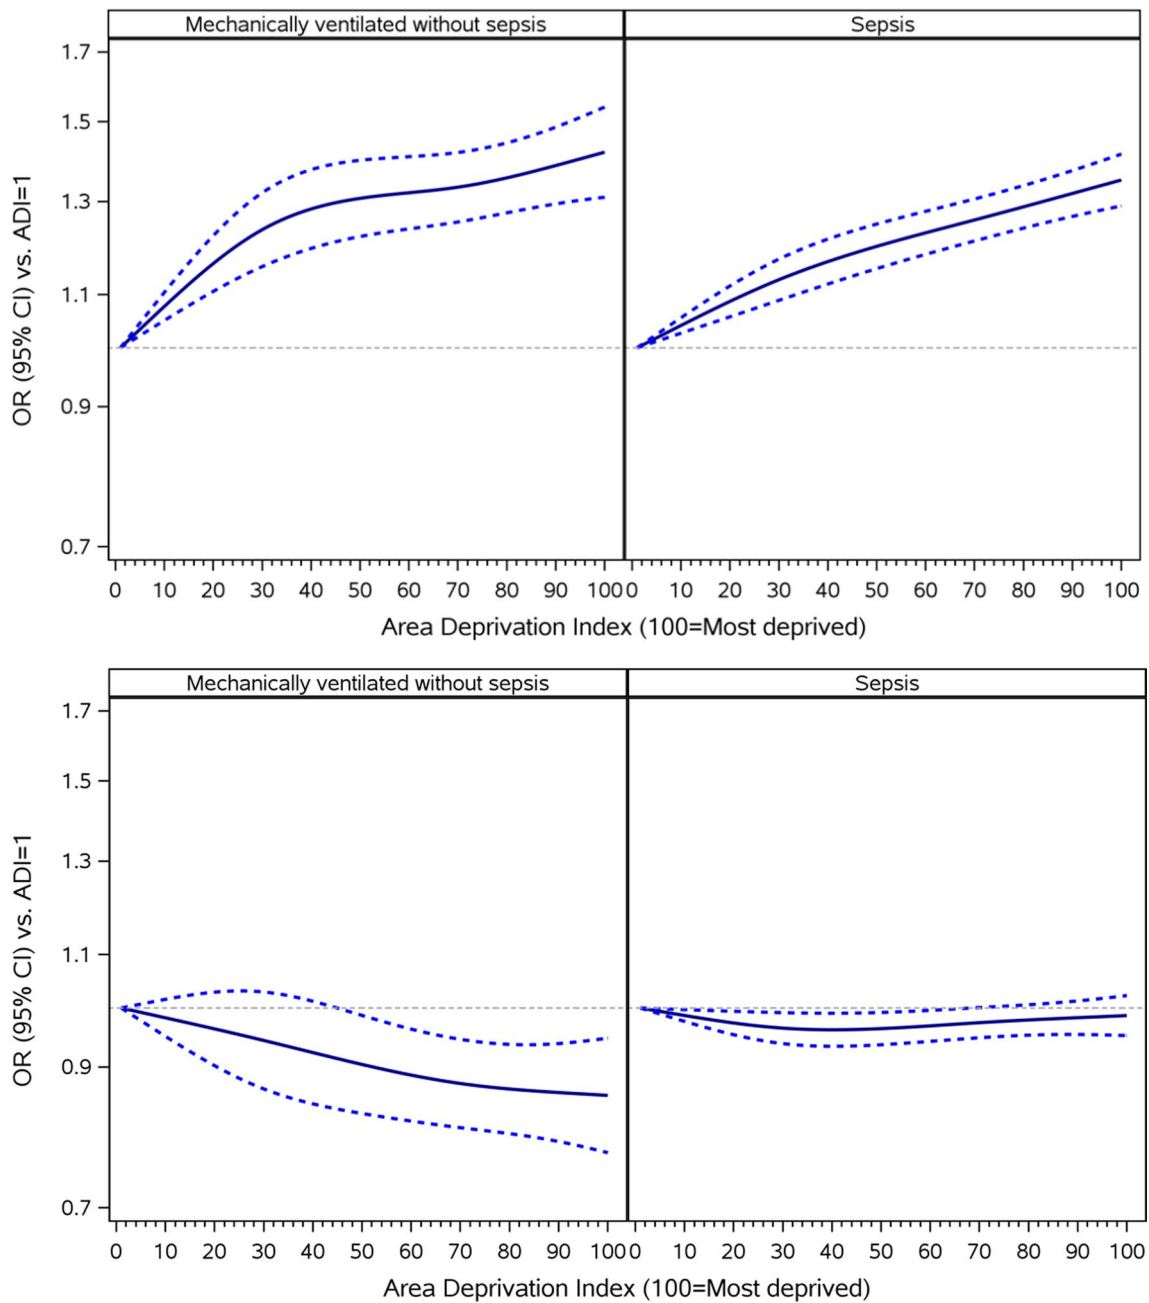 Mechanically ventilated without sepsis
Sepsis
OR (95% CI) vs. ADI=1
1.7
1.5
1.3
1.1
0.9
0.7
0 10 20 30 40 50 60 70 80 90 100 0 10 20 30 40 50 60 70 80 90 100
Area Deprivation Index (100=Most deprived)
Mechanically ventilated without sepsis
Sepsis
OR (95% CI) vs. ADI=1
1.7
1.5
1.3
1.1
0.9
0.7
0 10 20 30 40 50 60 70 80 90 100 0 10 20 30 40 50 60 70 80 90 100
Area Deprivation Index (100=Most deprived)